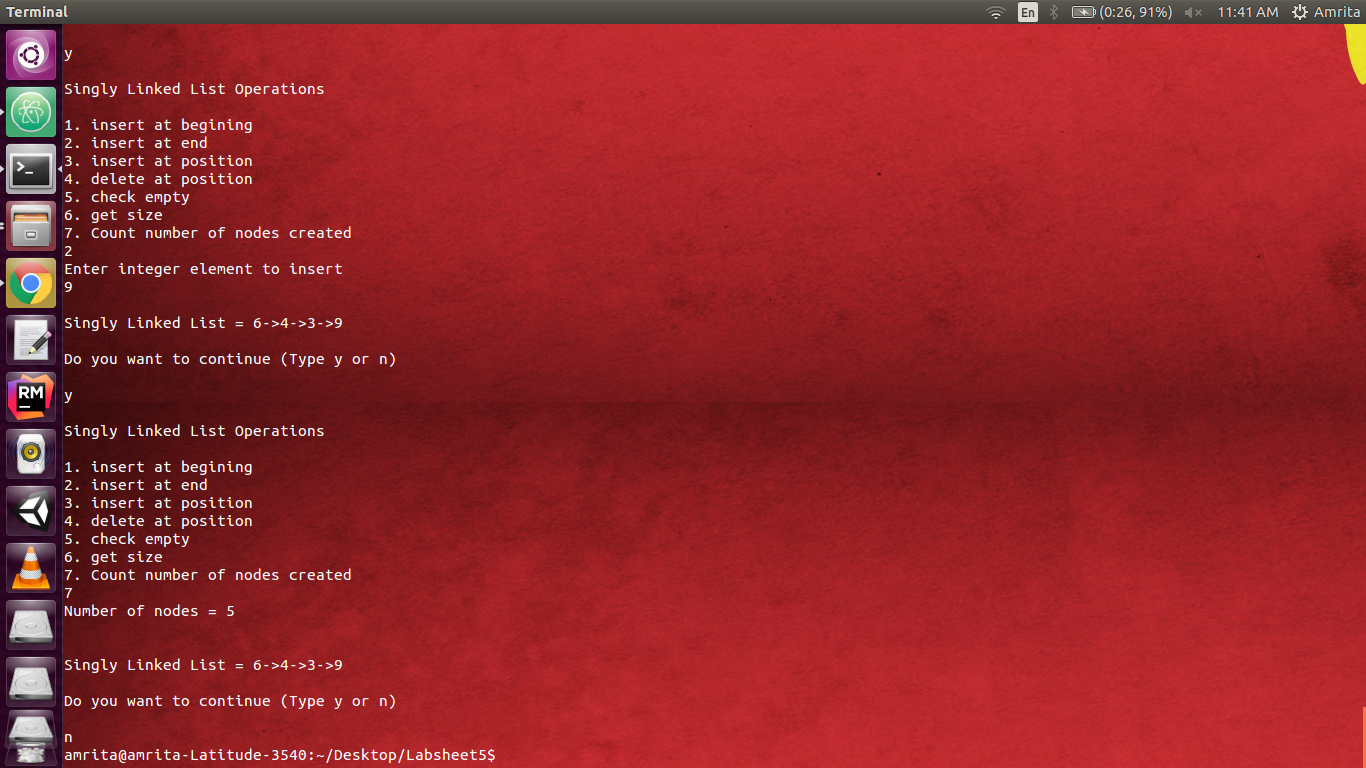 Terminal
En
(0:26, 91%)
11:41 AM
Amrita
y
Singly Linked List Operations
1. insert at begining
2. insert at end
3. insert at position
4. delete at position
5. check empty
6. get size
7. Count number of nodes created
2
Enter integer element to insert
9
Singly Linked List = 6->4->3->9
Do you want to continue (Type y or n)
y
Singly Linked List Operations
1. insert at begining
2. insert at end
3. insert at position
4. delete at position
5. check empty
6. get size
7. Count number of nodes created
7
Number of nodes = 5
Singly Linked List = 6->4->3->9
Do you want to continue (Type y or n)
n
amrita@amrita-Latitude-3540:~/Desktop/Labsheet5$
>_
RM